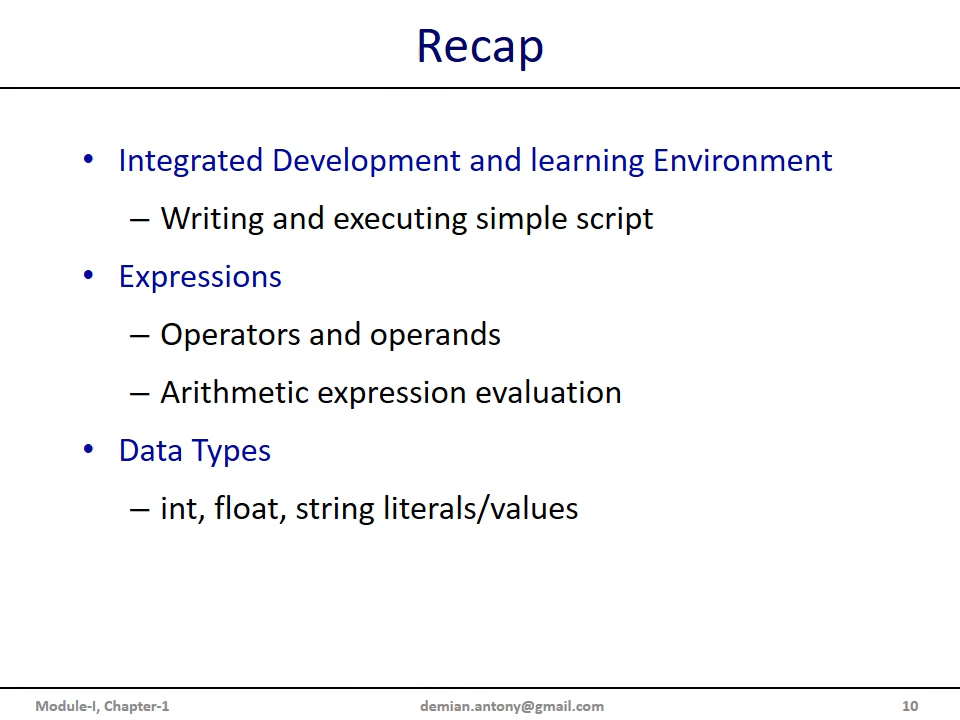 Recap
• Integrated Development and learning Environment
– Writing and executing simple script
• Expressions
– Operators and operands
– Arithmetic expression evaluation
• Data Types
– int, float, string literals/values
Module-I, Chapter-1 demian.antony@gmail.com 10